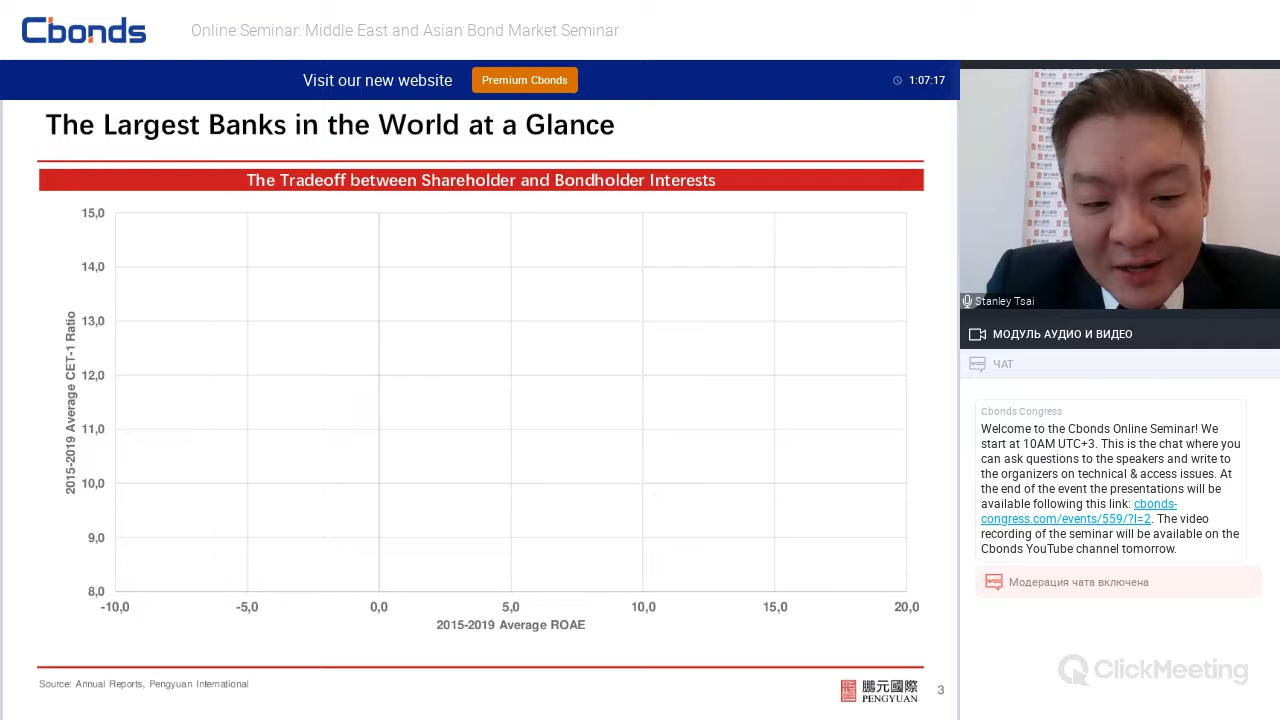 Cbonds
Online Seminar: Middle East and Asian Bond Market Seminar
Visit our new website
Premium Cbonds
1:07:17
The Largest Banks in the World at a Glance
The Tradeoff between Shareholder and Bondholder Interests
15,0
14,0
13,0
12,0
11,0
10,0
9,0
8,0
2015-2019 Average CET-1 Ratio
-10,0
-5,0
0,0
5,0
10,0
15,0
20,0
2015-2019 Average ROAE
Source: Annual Reports, Pengyuan International
鵬元國際
PENGYUAN
3
Stanley Tsai
МОДУЛЬ АУДИО И ВИДЕО
ЧАТ
Cbonds Congress
Welcome to the Cbonds Online Seminar! We
start at 10AM UTC+3. This is the chat where you
can ask questions to the speakers and write to
the organizers on technical & access issues. At
the end of the event the presentations will be
available following this link: cbonds-
congress.com/events/559/?l=2. The video
recording of the seminar will be available on the
Cbonds YouTube channel tomorrow.
Модерация чата включена
ClickMeeting